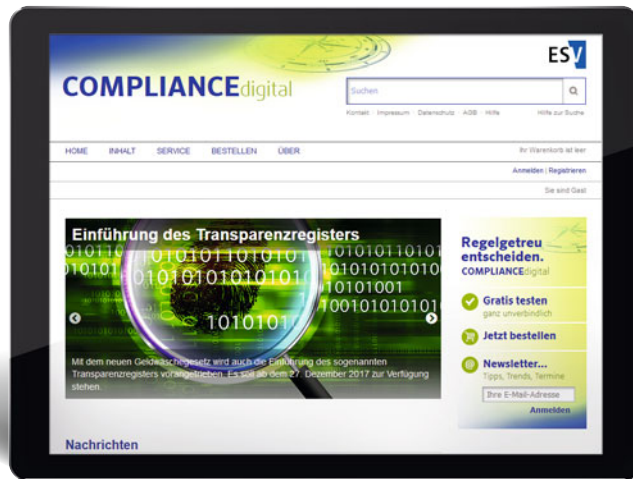 ESV
COMPLIANCEdigital
Suchen
Kontakt | Impressum | Datenschutz | AGB | Hilfe
Hilfe zur Suche
HOME INHALT SERVICE BESTELLEN ÜBER
Ihr Warenkorb ist leer
Anmelden | Registrieren
Sie sind Gast
Einführung des Transparenzregisters
Mit dem neuen Geldwäschegesetz wird auch die Einführung des sogenannten
Transparenzregisters vorangetrieben. Es soll ab dem 27. Dezember 2017 zur Verfügung
stehen.
Regelgetreu
entscheiden.
COMPLIANCEdigital
Gratis testen
ganz unverbindlich
Jetzt bestellen
Newsletter...
Tipps, Trends, Termine
Ihre E-Mail-Adresse
Anmelden
Nachrichten